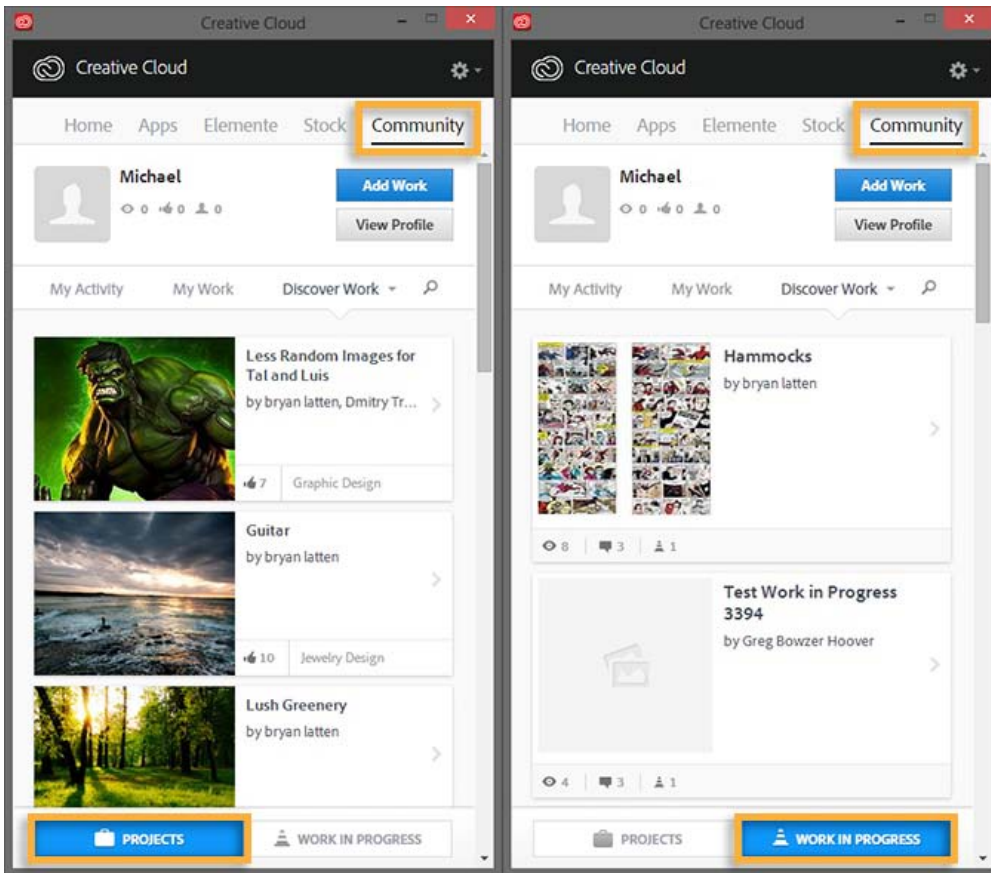 Creative Cloud
Creative Cloud
Home Apps Elemente Stock Community
Michael
0 0 0
Add Work
View Profile
My Activity My Work Discover Work
Less Random Images for
Tal and Luis
by bryan latten, Dmitry Tr...
7 Graphic Design
Guitar
by bryan latten
10 Jewelry Design
Lush Greenery
by bryan latten
PROJECTS WORK IN PROGRESS
Creative Cloud
Creative Cloud
Home Apps Elemente Stock Community
Michael
0 0 0
Add Work
View Profile
My Activity My Work Discover Work
Hammocks
by bryan latten
8 3 1
Test Work in Progress
3394
by Greg Bowzer Hoover
4 3 1
PROJECTS WORK IN PROGRESS